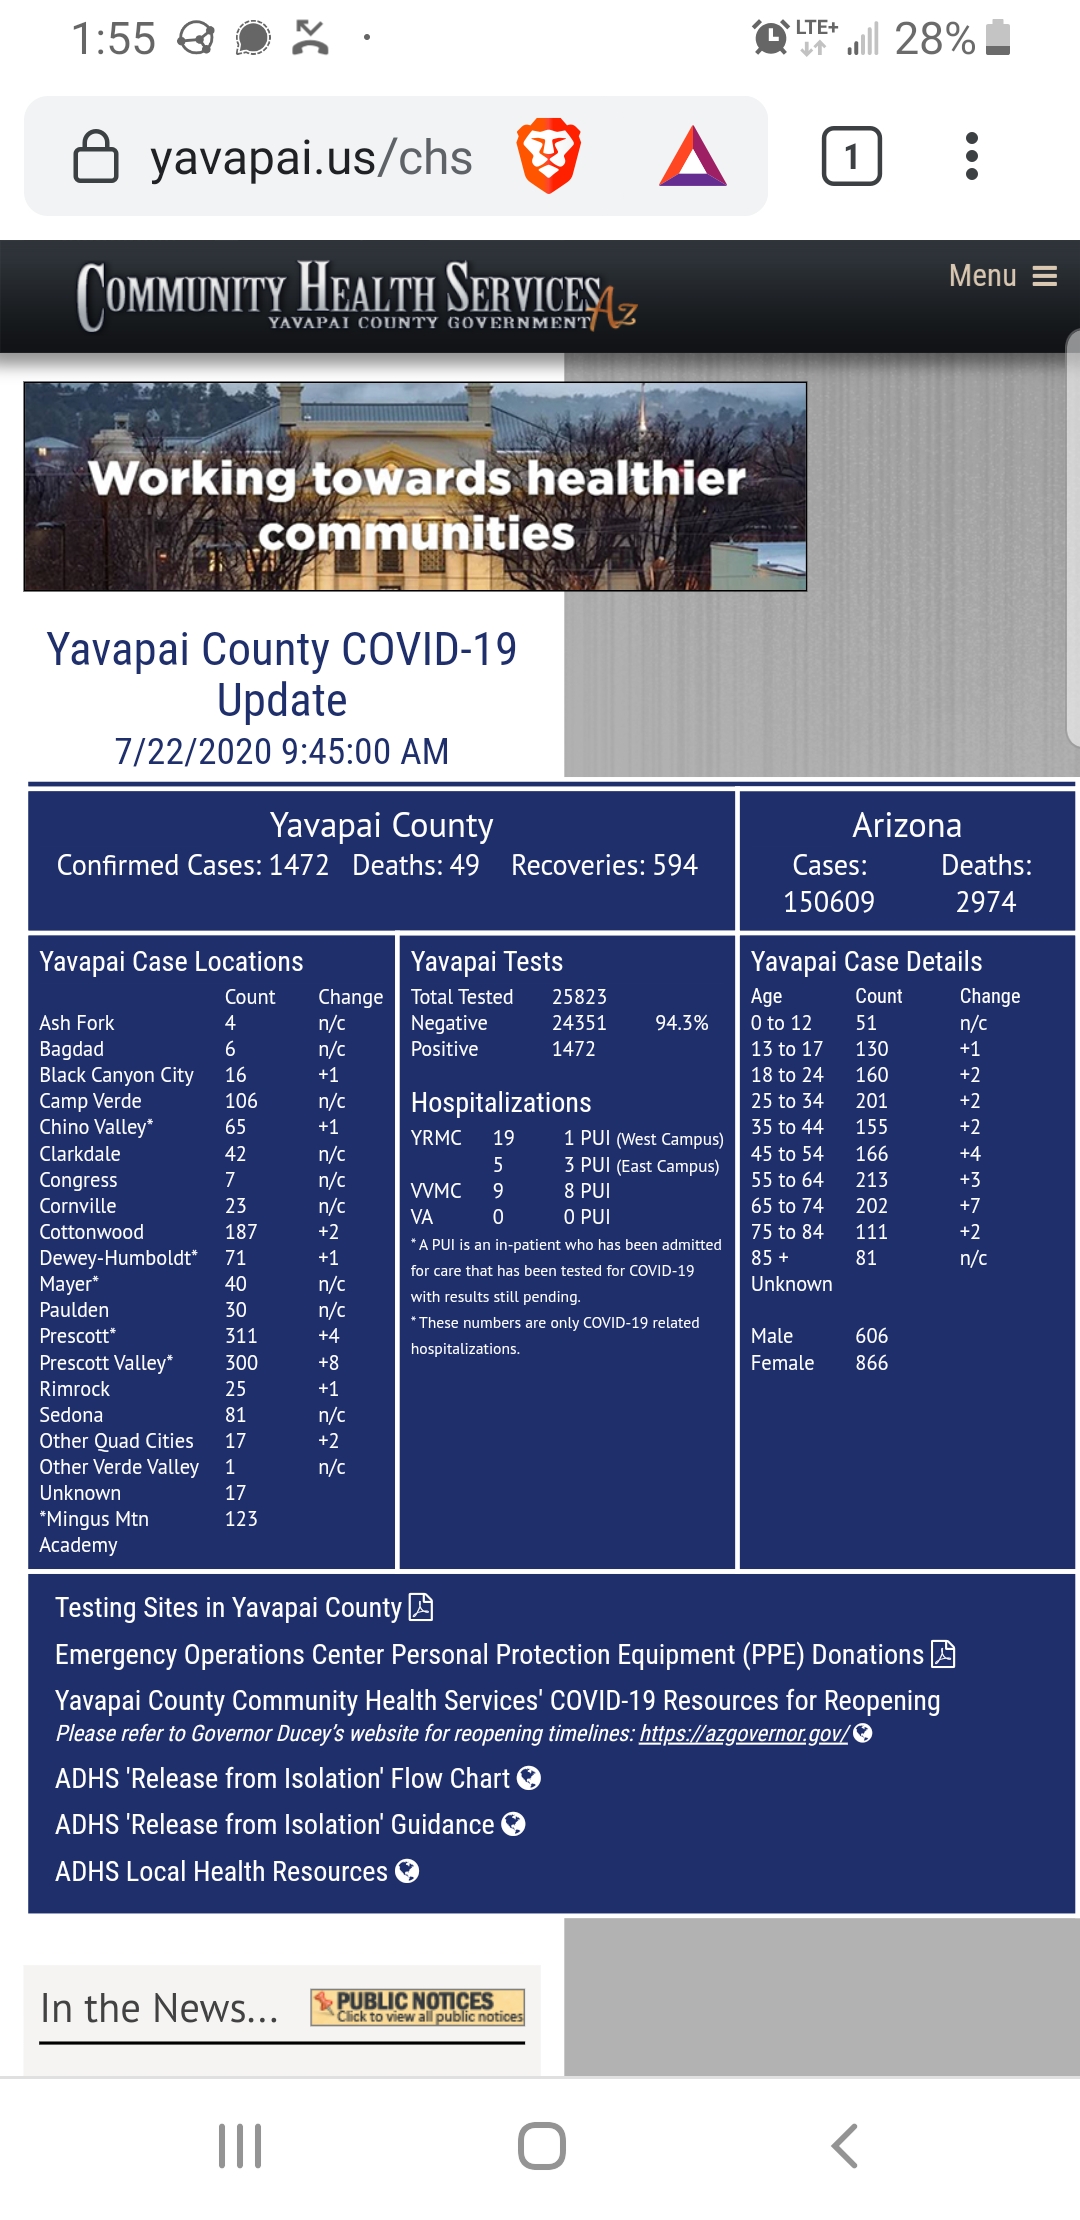 1:55
LTE+
28%
yavapai.us/chs
1
COMMUNITY HEALTH SERVICES Az
YAVAPAI COUNTY GOVERNMENT
Menu
Working towards healthier
communities
Yavapai County COVID-19
Update
7/22/2020 9:45:00 AM
Yavapai County
Confirmed Cases: 1472 Deaths: 49 Recoveries: 594
Arizona
Cases: Deaths:
150609 2974
Yavapai Case Locations
Count Change
Ash Fork 4 n/c
Bagdad 6 n/c
Black Canyon City 16 +1
Camp Verde 106 n/c
Chino Valley* 65 +1
Clarkdale 42 n/c
Congress 7 n/c
Cornville 23 n/c
Cottonwood 187 +2
Dewey-Humboldt* 71 +1
Mayer* 40 n/c
Paulden 30 n/c
Prescott* 311 +4
Prescott Valley* 300 +8
Rimrock 25 +1
Sedona 81 n/c
Other Quad Cities 17 +2
Other Verde Valley 1 n/c
Unknown 17
*Mingus Mtn 123
Academy
Yavapai Tests
Total Tested 25823
Negative 24351 94.3%
Positive 1472
Hospitalizations
YRMC 19 1 PUI (West Campus)
5 3 PUI (East Campus)
VVMC 9 8 PUI
VA 0 0 PUI
* A PUI is an in-patient who has been admitted
for care that has been tested for COVID-19
with results still pending.
* These numbers are only COVID-19 related
hospitalizations.
Yavapai Case Details
Age Count Change
0 to 12 51 n/c
13 to 17 130 +1
18 to 24 160 +2
25 to 34 201 +2
35 to 44 155 +2
45 to 54 166 +4
55 to 64 213 +3
65 to 74 202 +7
75 to 84 111 +2
85 + 81 n/c
Unknown
Male 606
Female 866
Testing Sites in Yavapai County
Emergency Operations Center Personal Protection Equipment (PPE) Donations
Yavapai County Community Health Services' COVID-19 Resources for Reopening
Please refer to Governor Ducey's website for reopening timelines: https://azgovernor.gov/
ADHS 'Release from Isolation' Flow Chart
ADHS 'Release from Isolation' Guidance
ADHS Local Health Resources
In the News...
PUBLIC NOTICES
Click to view all public notices